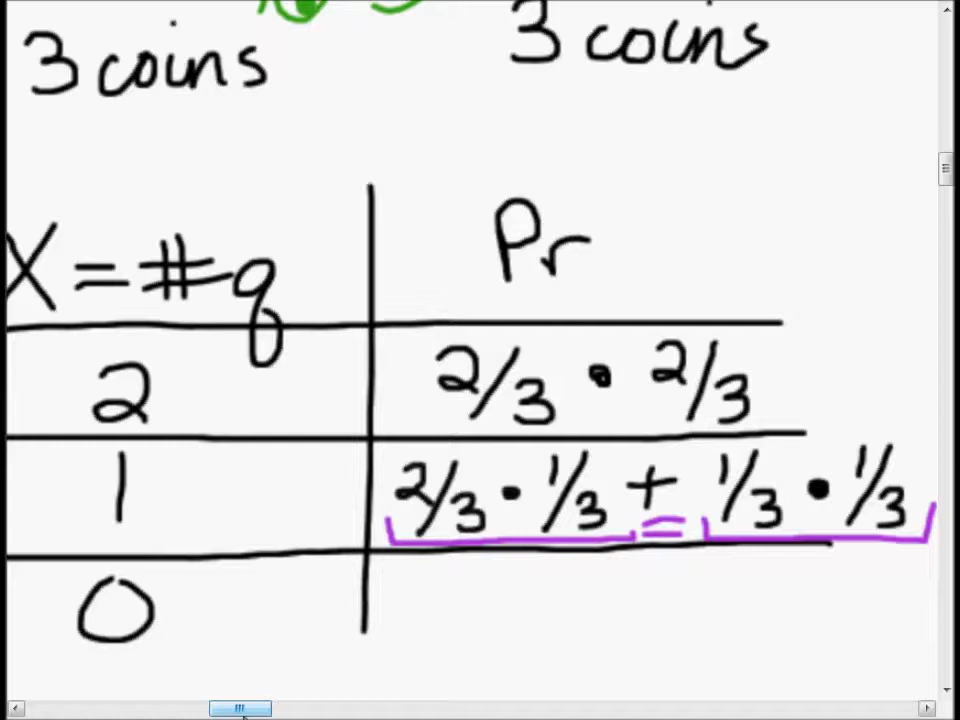 3 coins 3 coins
X = #q Pr
2 2/3 • 2/3
1 2/3 • 1/3 + 1/3 • 1/3
=
0